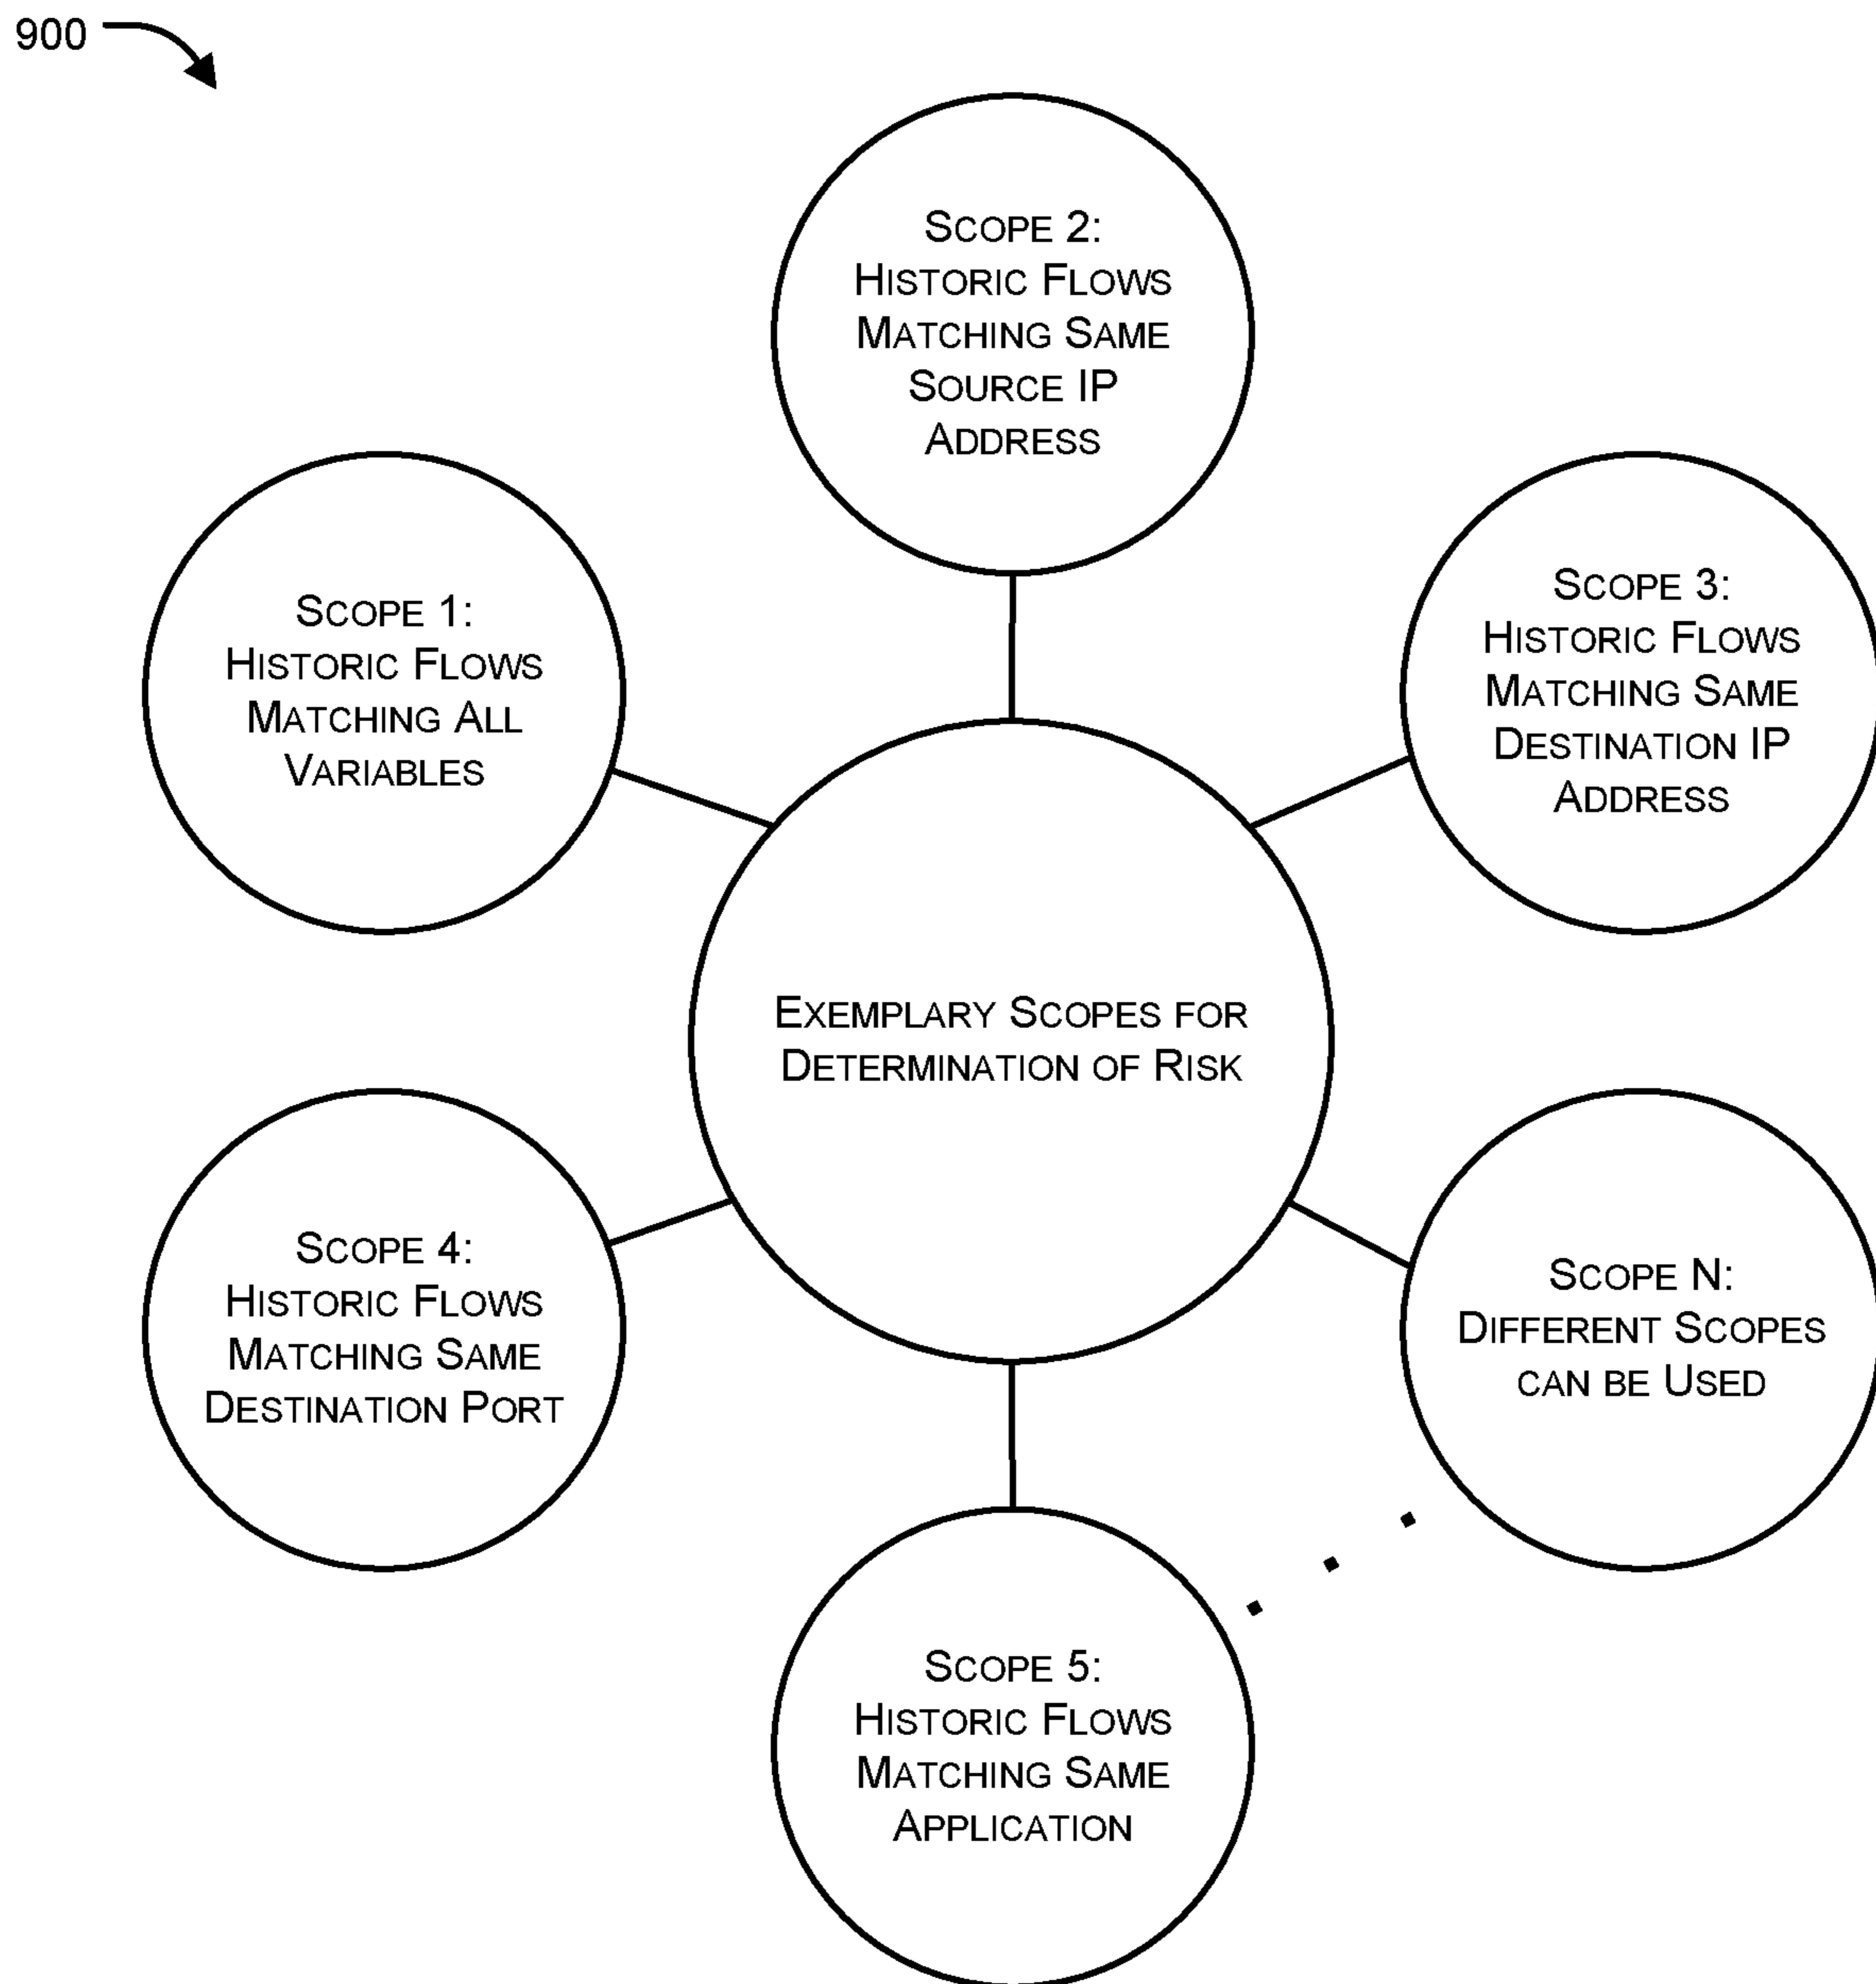 900
Scope 2:
Historic Flows
Matching Same
Source IP
Address
Scope 1:
Historic Flows
Matching All
Variables
Scope 3:
Historic Flows
Matching Same
Destination IP
Address
Exemplary Scopes for
Determination of Risk
Scope 4:
Historic Flows
Matching Same
Destination Port
Scope N:
Different Scopes
can be Used
Scope 5:
Historic Flows
Matching Same
Application